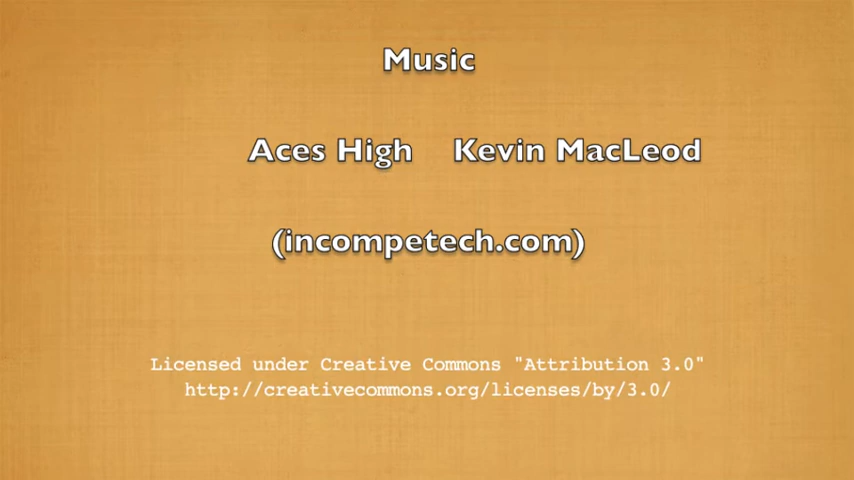 Music
Aces High Kevin MacLeod
(incompetech.com)
Licensed under Creative Commons "Attribution 3.0"
http://creativecommons.org/licenses/by/3.0/